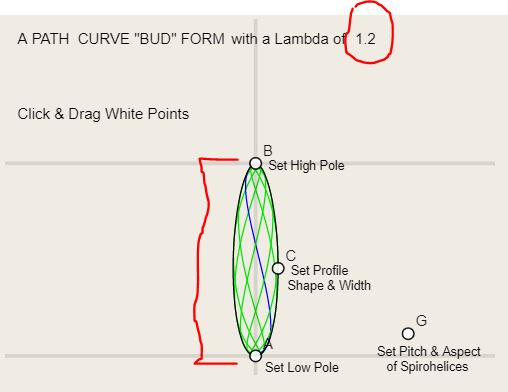 A PATH CURVE "BUD" FORM with a Lambda of 1.2
Click & Drag White Points
B
Set High Pole
C
Set Profile
Shape & Width
G
Set Pitch & Aspect
of Spirohelices
A
Set Low Pole